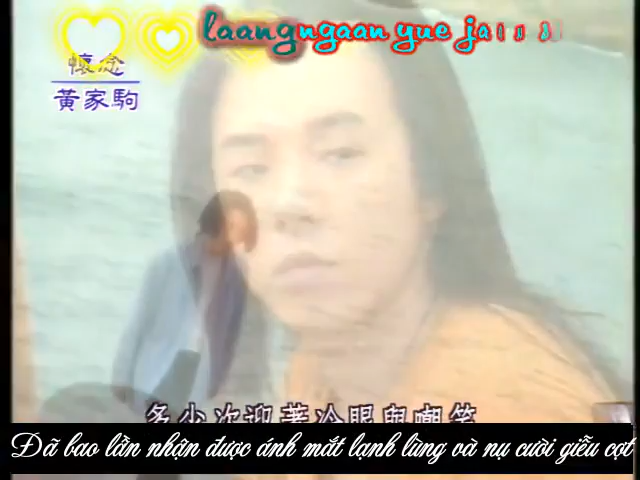 laangngaan yue ja
懷念
黃家駒
多少次迎著冷眼與嘲笑
Đã bao lần nhận được ánh mắt lạnh lùng và nụ cười giễu cợt